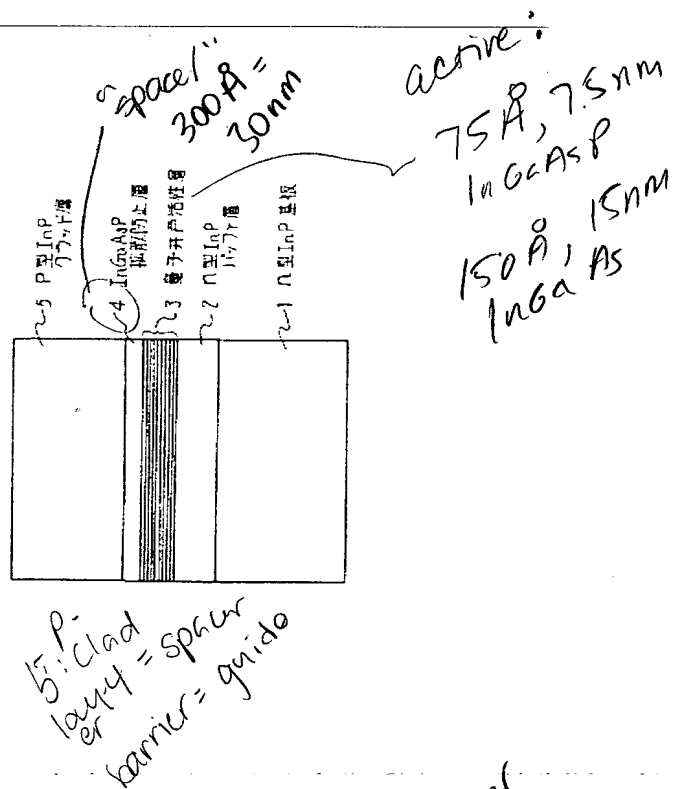 "space1"
300Å =
30nm
active:
75Å, 7.5nm
InGaAsP
150Å, 15nm
InGaAs
5 P型InP
クラッド層
4 InGaAsP
拡散防止層
3 量子井戸活性層
2 n型InP
バッファ層
1 n型InP基板
5: P-
Clad
layer 4 = spacer
barrier = guide